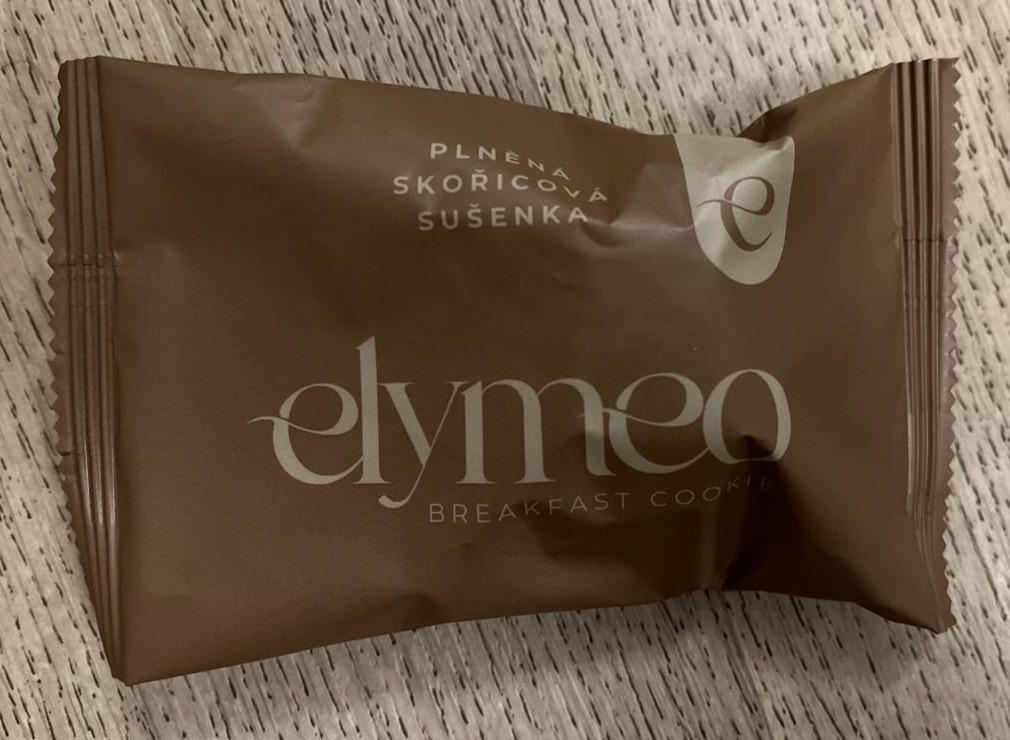 PLNĚNÁ
SKOŘICOVÁ
SUŠENKA
e
elymeo
BREAKFAST COOKIE